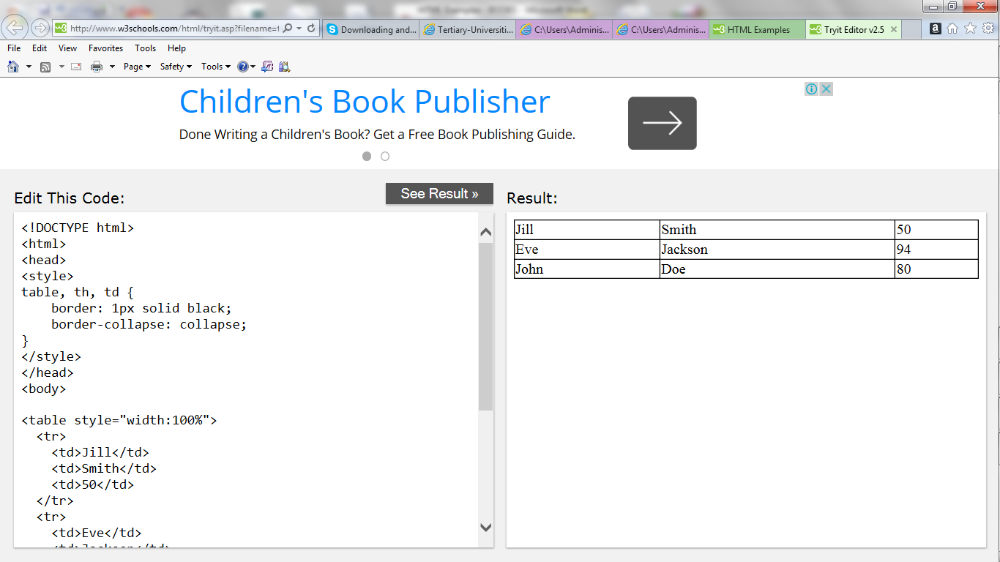 http://www.w3schools.com/html/tryit.asp?filename=t
Downloading and...
Tertiary-Universiti...
C:\Users\Adminis...
C:\Users\Adminis...
HTML Examples
Tryit Editor v2.5
File Edit View Favorites Tools Help
Page Safety Tools
Children's Book Publisher
Done Writing a Children's Book? Get a Free Book Publishing Guide.
Edit This Code:
See Result »
<!DOCTYPE html>
<html>
<head>
<style>
table, th, td {
    border: 1px solid black;
    border-collapse: collapse;
}
</style>
</head>
<body>
<table style="width:100%">
  <tr>
    <td>Jill</td>
    <td>Smith</td>
    <td>50</td>
  </tr>
  <tr>
    <td>Eve</td>
    <td>Jackson</td>
Result:
Jill Smith 50
Eve Jackson 94
John Doe 80